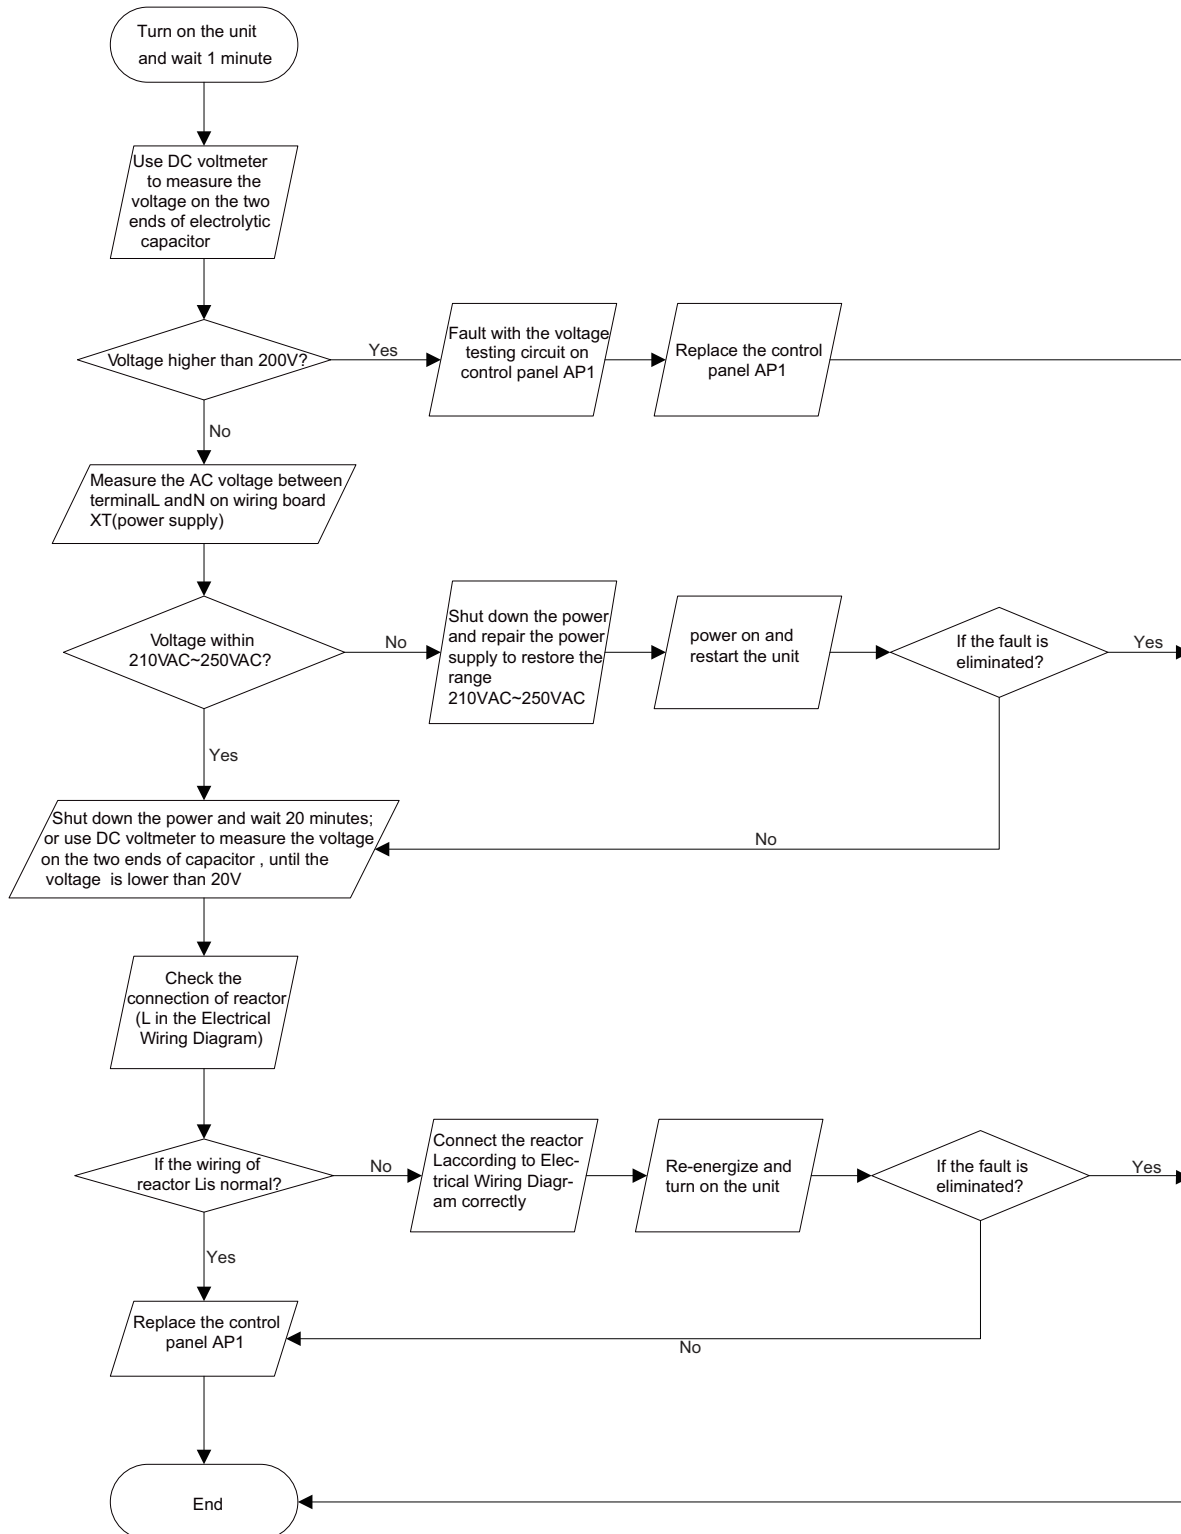 Turn on the unit
and wait 1 minute
Use DC voltmeter
to measure the
voltage on the two
ends of electrolytic
capacitor
Voltage higher than 200V?
Yes
Fault with the voltage
testing circuit on
control panel AP1
Replace the control
panel AP1
No
Measure the AC voltage between
terminalL andN on wiring board
XT(power supply)
Voltage within
210VAC~250VAC?
No
Shut down the power
and repair the power
supply to restore the
range
210VAC~250VAC
power on and
restart the unit
If the fault is
eliminated?
Yes
Yes
No
Shut down the power and wait 20 minutes;
or use DC voltmeter to measure the voltage
on the two ends of capacitor , until the
voltage is lower than 20V
Check the
connection of reactor
(L in the Electrical
Wiring Diagram)
If the wiring of
reactor Lis normal?
No
Connect the reactor
Laccording to Elec-
trical Wiring Diagr-
am correctly
Re-energize and
turn on the unit
If the fault is
eliminated?
Yes
Yes
No
Replace the control
panel AP1
End